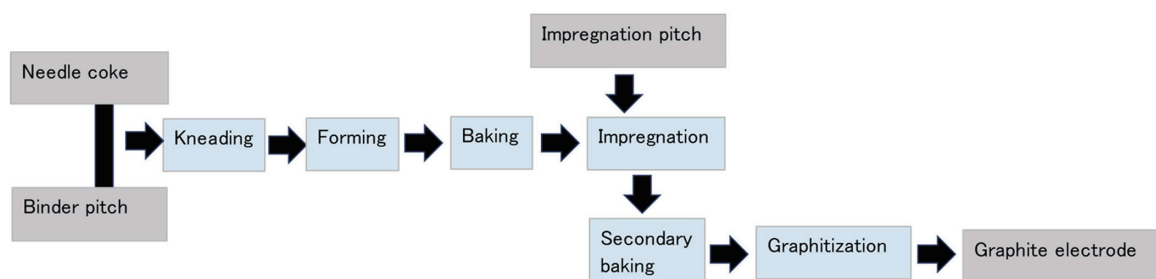 Impregnation pitch
Needle coke
Kneading
Forming
Baking
Impregnation
Binder pitch
Secondary
baking
Graphitization
Graphite electrode